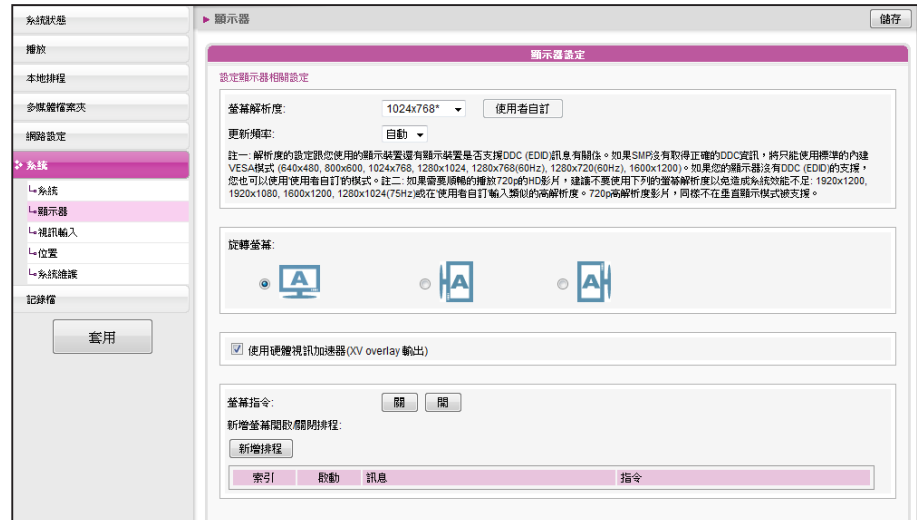 系統狀態
播放
本地排程
多媒體檔案夾
網路設定
系統
系統
顯示器
視訊輸入
位置
系統維護
記錄檔
套用
顯示器
儲存
顯示器設定
設定顯示器相關設定
螢幕解析度:
1024x768*
使用者自訂
更新頻率:
自動
註一: 解析度的設定跟您使用的顯示裝置還有顯示裝置是否支援DDC (EDID)訊息有關係。如果SMP沒有取得正確的DDC資訊，將只能使用標準的內建
VESA模式 (640x480, 800x600, 1024x768, 1280x1024, 1280x768(60Hz), 1280x720(60Hz), 1600x1200)。如果您的顯示器沒有DDC (EDID)的支援，
您也可以使用'使用者自訂'的模式。註二: 如果需要順暢的播放720p的HD影片，建議不要使用下列的螢幕解析度以免造成系統效能不足: 1920x1200,
1920x1080, 1600x1200, 1280x1024(75Hz)或在'使用者自訂'輸入類似的高解析度。720p高解析度影片，同樣不在垂直顯示模式被支援。
旋轉螢幕:
A
A
A
使用硬體視訊加速器(XV overlay 輸出)
螢幕指令:
關
開
新增螢幕開啟/關閉排程:
新增排程
索引
啟動
訊息
指令